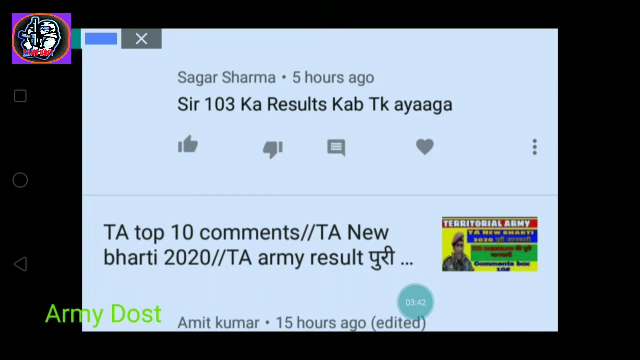 Sagar Sharma • 5 hours ago
Sir 103 Ka Results Kab Tk ayaaga
TA top 10 comments//TA New
bharti 2020//TA army result पुरी ...
TERRITORIAL ARMY
TA NEW BHARTI
Comments box
03:42
Army Dost
Amit kumar • 15 hours ago (edited)